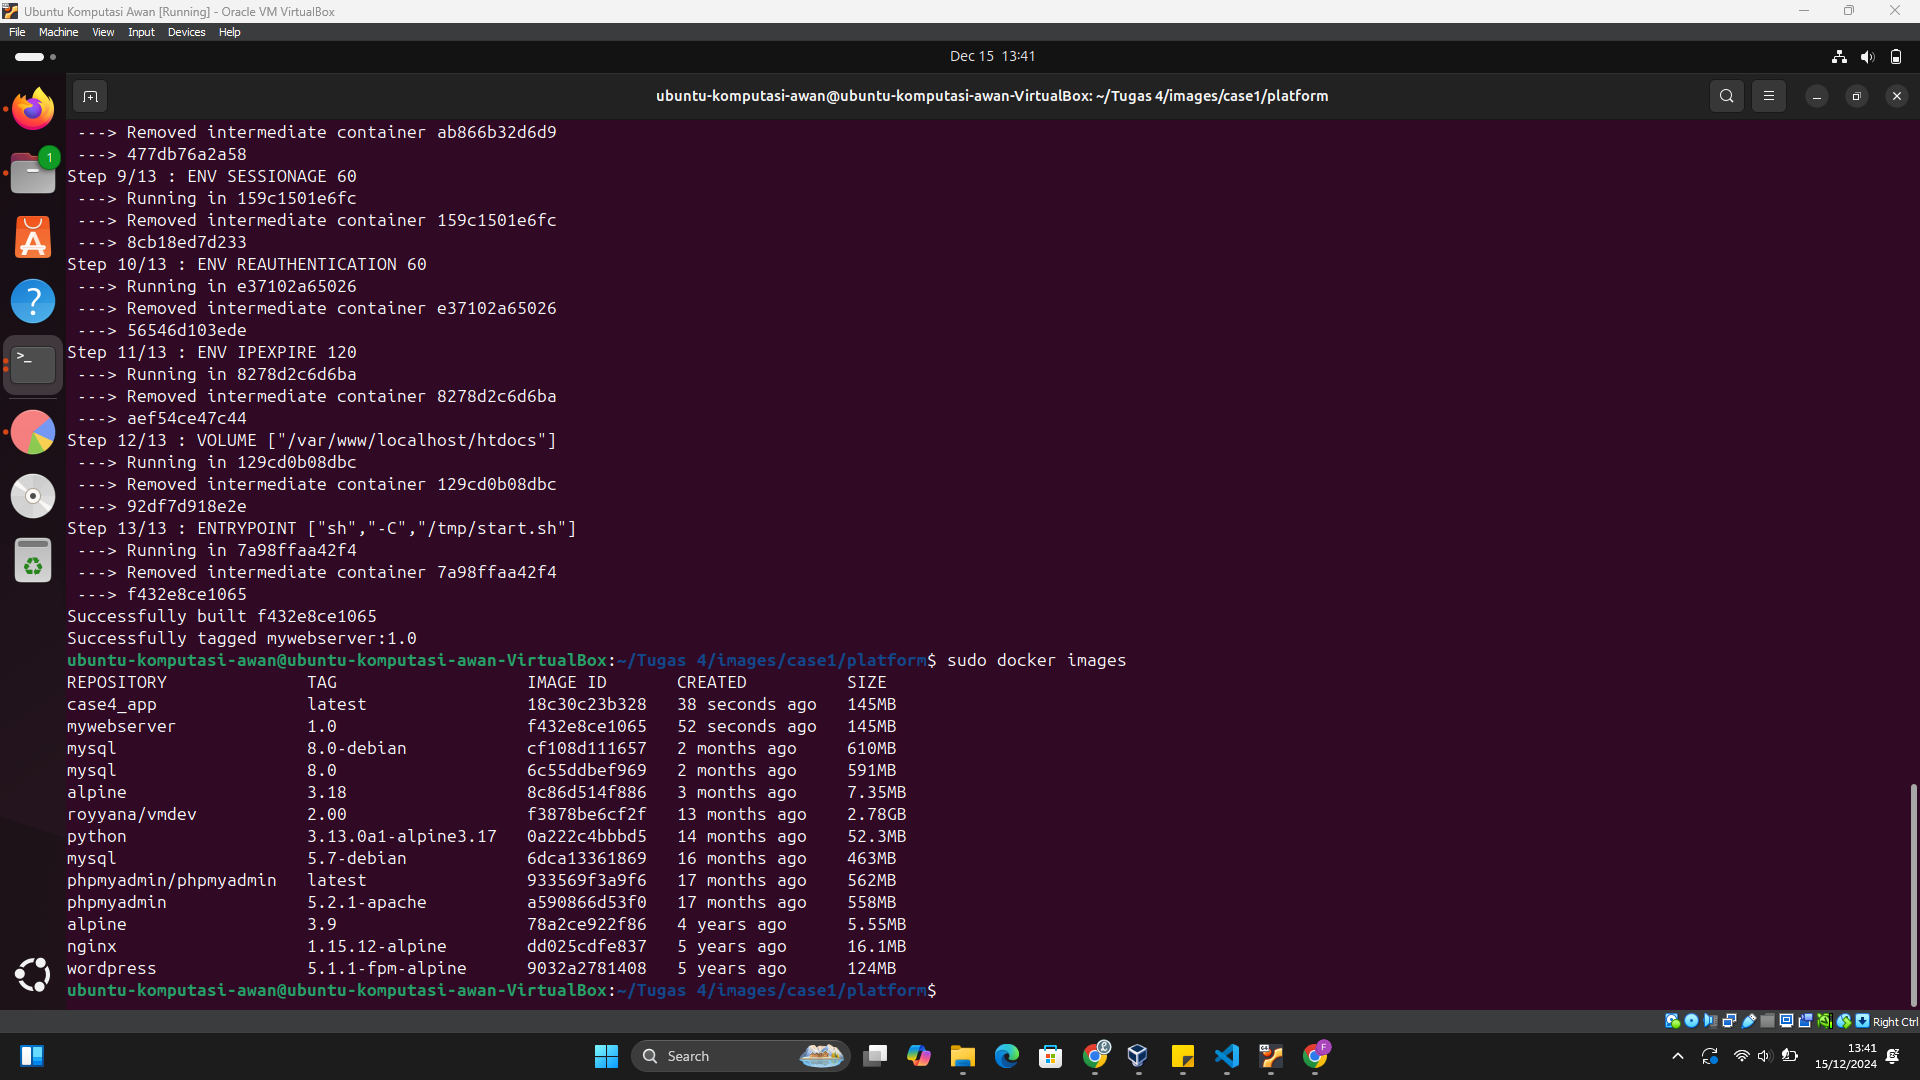 Ubuntu Komputasi Awan [Running] - Oracle VM VirtualBox
File Machine View Input Devices Help
Dec 15 13:41
ubuntu-komputasi-awan@ubuntu-komputasi-awan-VirtualBox: ~/Tugas 4/images/case1/platform
1
---> Removed intermediate container ab866b32d6d9
---> 477db76a2a58
Step 9/13 : ENV SESSIONAGE 60
---> Running in 159c1501e6fc
---> Removed intermediate container 159c1501e6fc
---> 8cb18ed7d233
Step 10/13 : ENV REAUTHENTICATION 60
---> Running in e37102a65026
---> Removed intermediate container e37102a65026
---> 56546d103ede
Step 11/13 : ENV IPEXPIRE 120
---> Running in 8278d2c6d6ba
---> Removed intermediate container 8278d2c6d6ba
---> aef54ce47c44
Step 12/13 : VOLUME ["/var/www/localhost/htdocs"]
---> Running in 129cd0b08dbc
---> Removed intermediate container 129cd0b08dbc
---> 92df7d918e2e
Step 13/13 : ENTRYPOINT ["sh","-C","/tmp/start.sh"]
---> Running in 7a98ffaa42f4
---> Removed intermediate container 7a98ffaa42f4
---> f432e8ce1065
Successfully built f432e8ce1065
Successfully tagged mywebserver:1.0
ubuntu-komputasi-awan@ubuntu-komputasi-awan-VirtualBox:~/Tugas 4/images/case1/platform$ sudo docker images
REPOSITORY TAG IMAGE ID CREATED SIZE
case4_app latest 18c30c23b328 38 seconds ago 145MB
mywebserver 1.0 f432e8ce1065 52 seconds ago 145MB
mysql 8.0-debian cf108d111657 2 months ago 610MB
mysql 8.0 6c55ddbef969 2 months ago 591MB
alpine 3.18 8c86d514f886 3 months ago 7.35MB
royyana/vmdev 2.00 f3878be6cf2f 13 months ago 2.78GB
python 3.13.0a1-alpine3.17 0a222c4bbbd5 14 months ago 52.3MB
mysql 5.7-debian 6dca13361869 16 months ago 463MB
phpmyadmin/phpmyadmin latest 933569f3a9f6 17 months ago 562MB
phpmyadmin 5.2.1-apache a590866d53f0 17 months ago 558MB
alpine 3.9 78a2ce922f86 4 years ago 5.55MB
nginx 1.15.12-alpine dd025cdfe837 5 years ago 16.1MB
wordpress 5.1.1-fpm-alpine 9032a2781408 5 years ago 124MB
ubuntu-komputasi-awan@ubuntu-komputasi-awan-VirtualBox:~/Tugas 4/images/case1/platform$
Right Ctrl
Search
13:41
15/12/2024